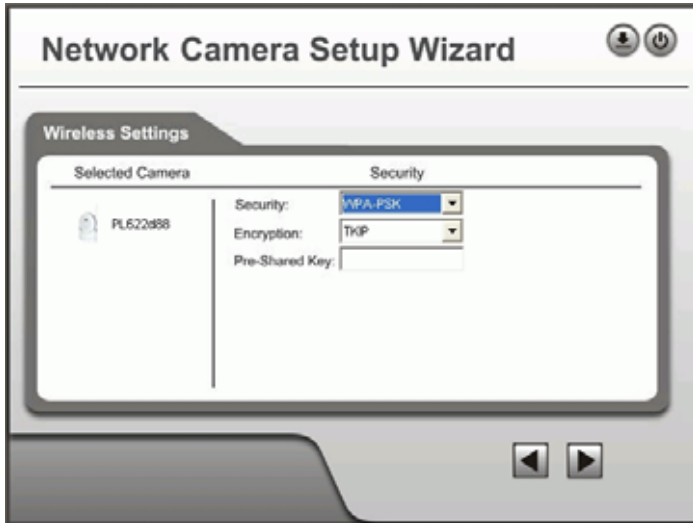 Network Camera Setup Wizard
Wireless Settings
Selected Camera
Security
PL622d88
Security: WPA-PSK
Encryption: TKIP
Pre-Shared Key: